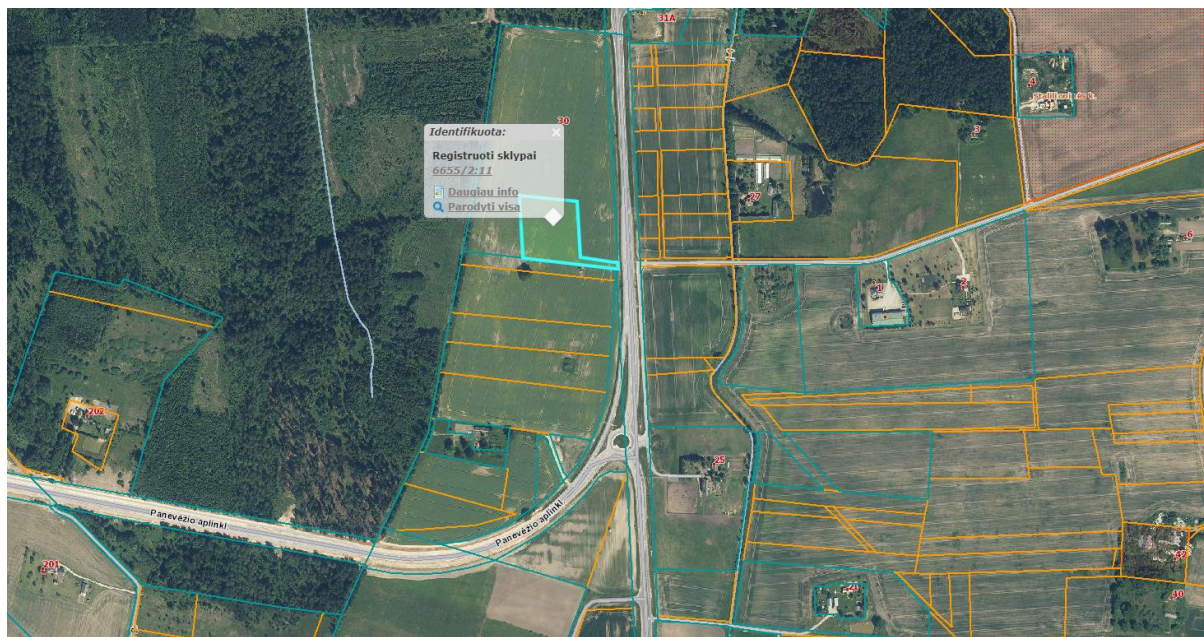 31A
30
Identifikuota:
Registruoti sklypai
6655/2:11
Daugiau info
Parodyti visa
4
3
27
6
1
2
202
25
Panevėžio aplinkl
Panevėžio aplinkl
201
42
40